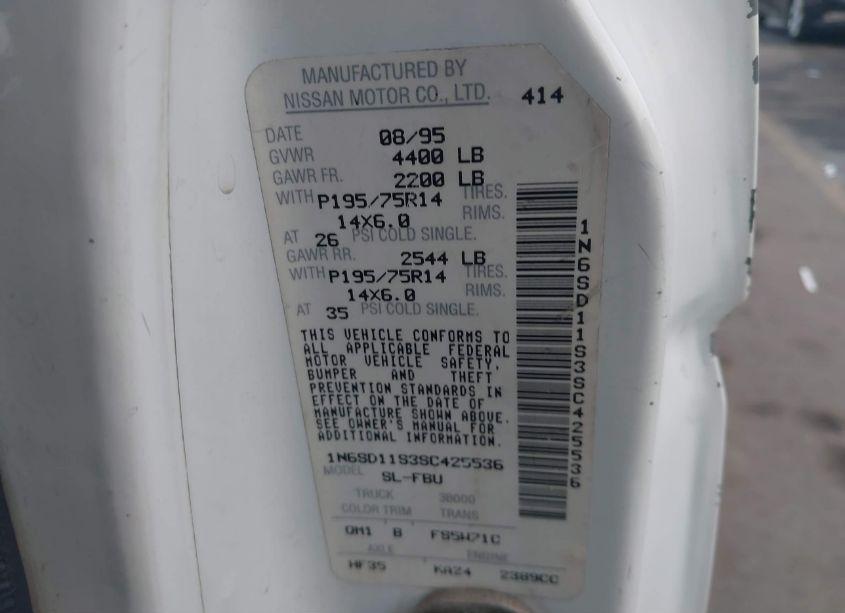 MANUFACTURED BY
NISSAN MOTOR CO., LTD. 414
DATE 08/95
GVWR 4400 LB
GAWR FR. 2200 LB
WITH P195/75R14 TIRES.
14X6.0 RIMS.
AT 26 PSI COLD SINGLE.
GAWR RR. 2544 LB
WITH P195/75R14 TIRES.
14X6.0 RIMS.
AT 35 PSI COLD SINGLE.
THIS VEHICLE CONFORMS TO
ALL APPLICABLE FEDERAL
MOTOR VEHICLE SAFETY,
BUMPER AND THEFT
PREVENTION STANDARDS IN
EFFECT ON THE DATE OF
MANUFACTURE SHOWN ABOVE.
SEE OWNER'S MANUAL FOR
ADDITIONAL INFORMATION
1N6SD11S3SC425536
MODEL SL-FBU
TRUCK 38000
COLOR TRIM TRANS
QM1 B FS5W71C
AXLE ENGINE
HF35 KA24 2389CC
1N6SD11S3SC425536